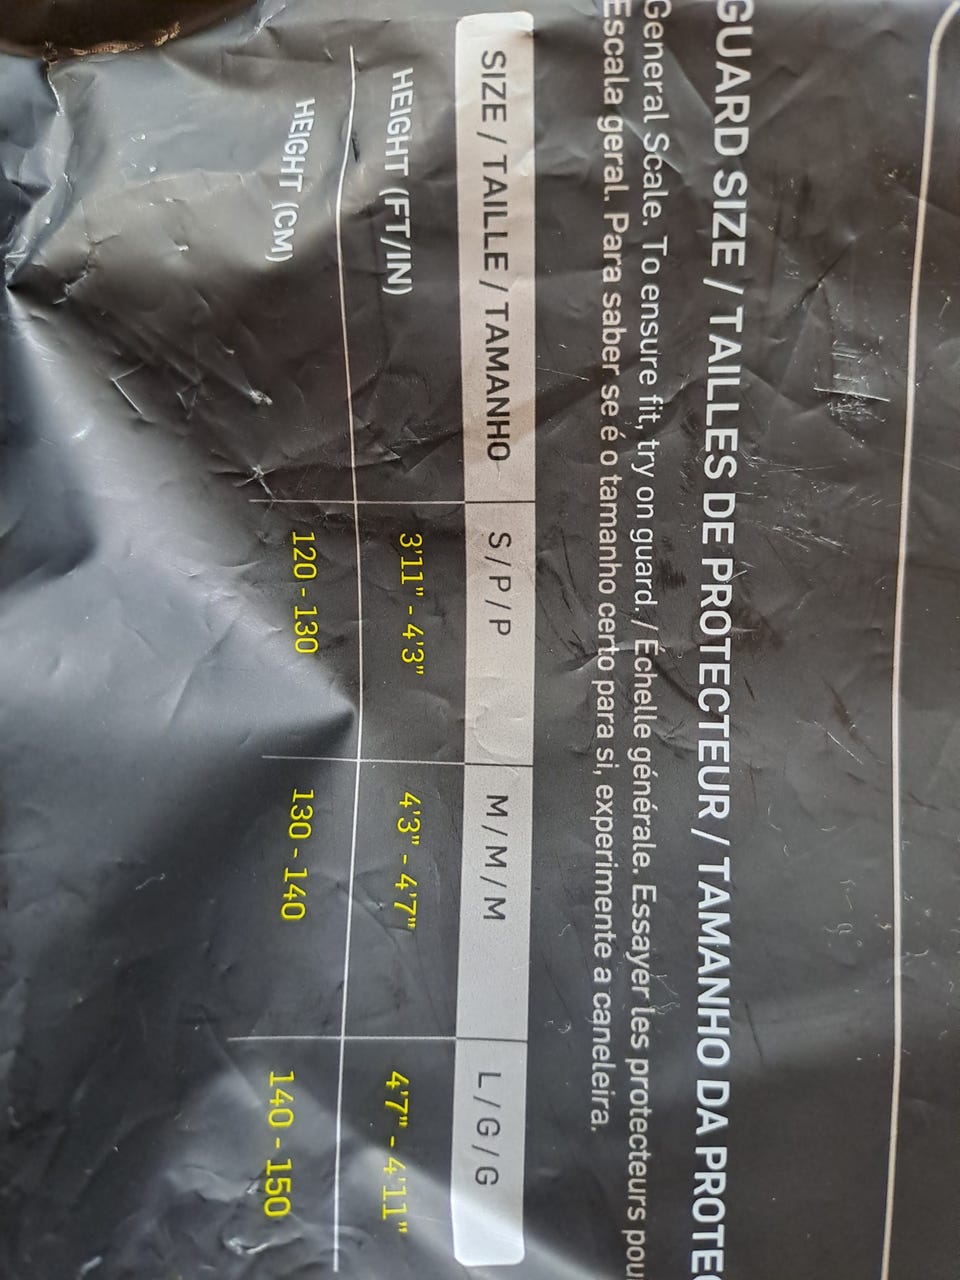 GUARD SIZE / TAILLES DE PROTECTEUR / TAMANHO DA
General Scale. To ensure fit, try on guard. / Échelle générale. Essayer les protecteurs
Escala geral. Para saber se é o tamanho certo para si, experimente a caneleira.
SIZE / TAILLE / TAMANHO S / P / P M / M / M L / G / G
HEIGHT (FT/IN) 3'11" - 4'3" 4'3" - 4'7" 4'7" - 4'11"
HEIGHT (CM) 120 - 130 130 - 140 140 - 150